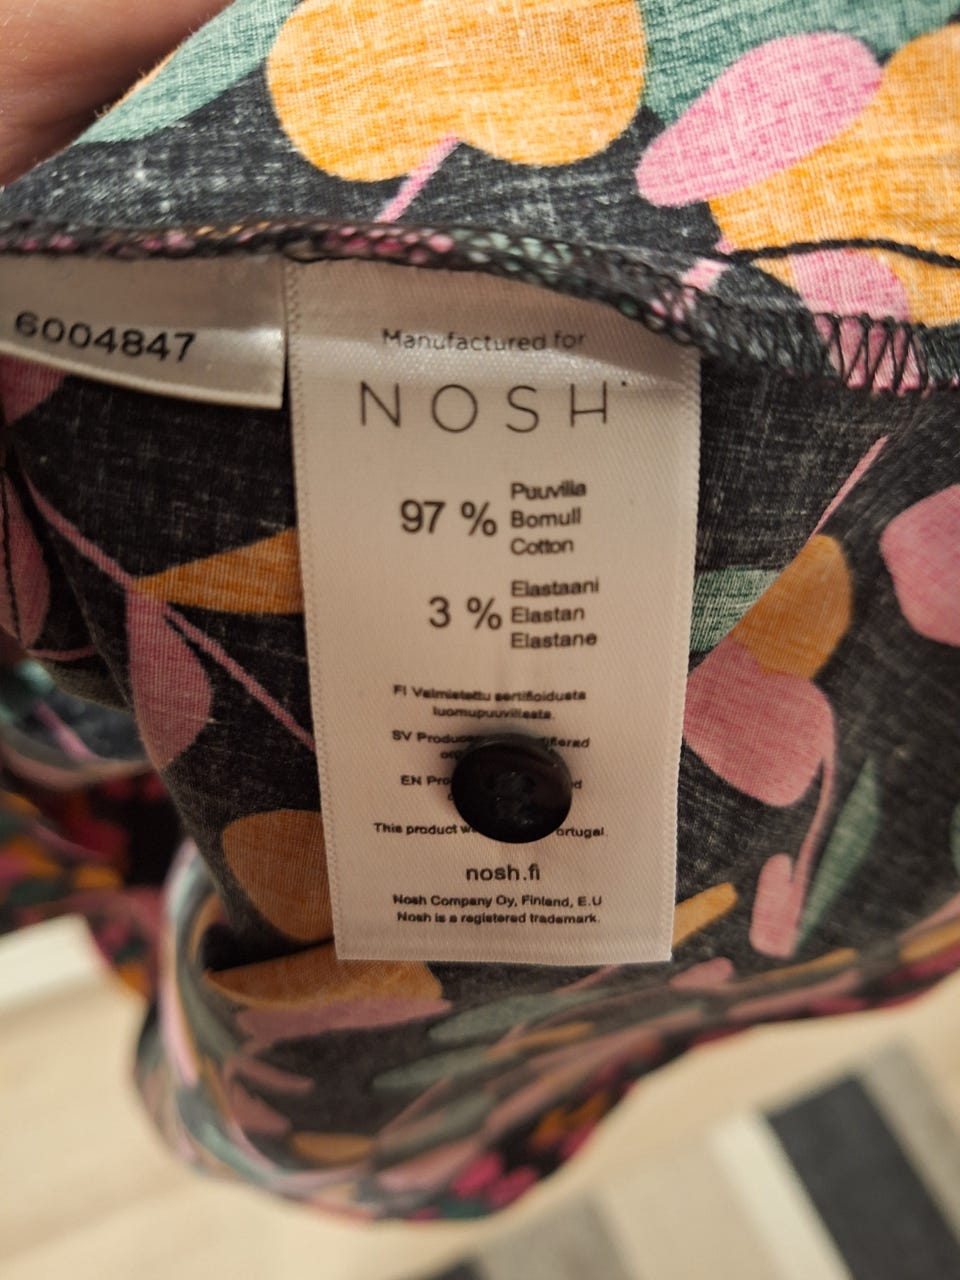 6004847
Manufactured for
NOSH
97 % Puuvilla
Bomull
Cotton
3 % Elastaani
Elastan
Elastane
FI Valmistettu sertifioidusta
luomupuuvillasta.
SV
EN
This product
nosh.fi
Nosh Company Oy, Finland, E.U
Nosh is a registered trademark.